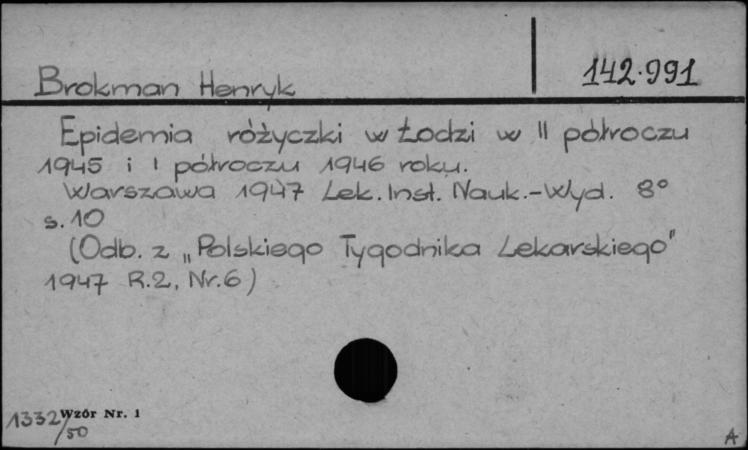 Brokman Henryk
142.991
Epidemia różyczki w Łodzi w II półroczu
1945 i I półroczu 1946 roku.
Warszawa 1947 Lek. Inst. Nauk.-Wyd. 8°
s. 10
(Odb. z „Polskiego Tygodnika Lekarskiego"
1947 R.2, Nr. 6)
Wzór Nr. 1
1332/50
A